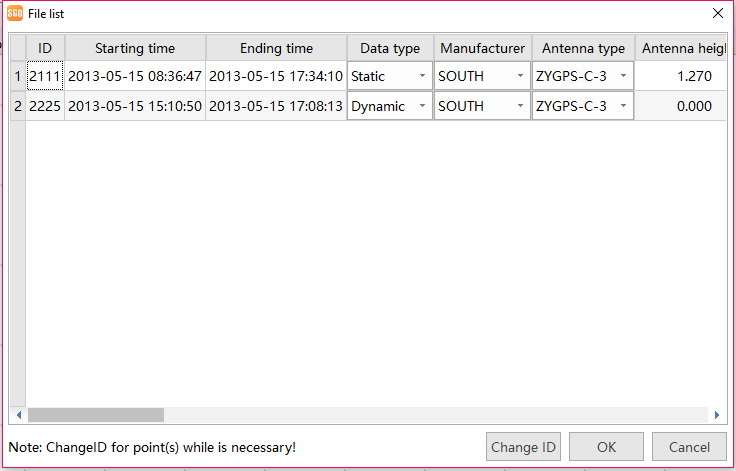 SGO File list
ID Starting time Ending time Data type Manufacturer Antenna type Antenna heig
1 2111 2013-05-15 08:36:47 2013-05-15 17:34:10 Static SOUTH ZYGPS-C-3 1.270
2 2225 2013-05-15 15:10:50 2013-05-15 17:08:13 Dynamic SOUTH ZYGPS-C-3 0.000
Note: ChangeID for point(s) while is necessary! Change ID OK Cancel